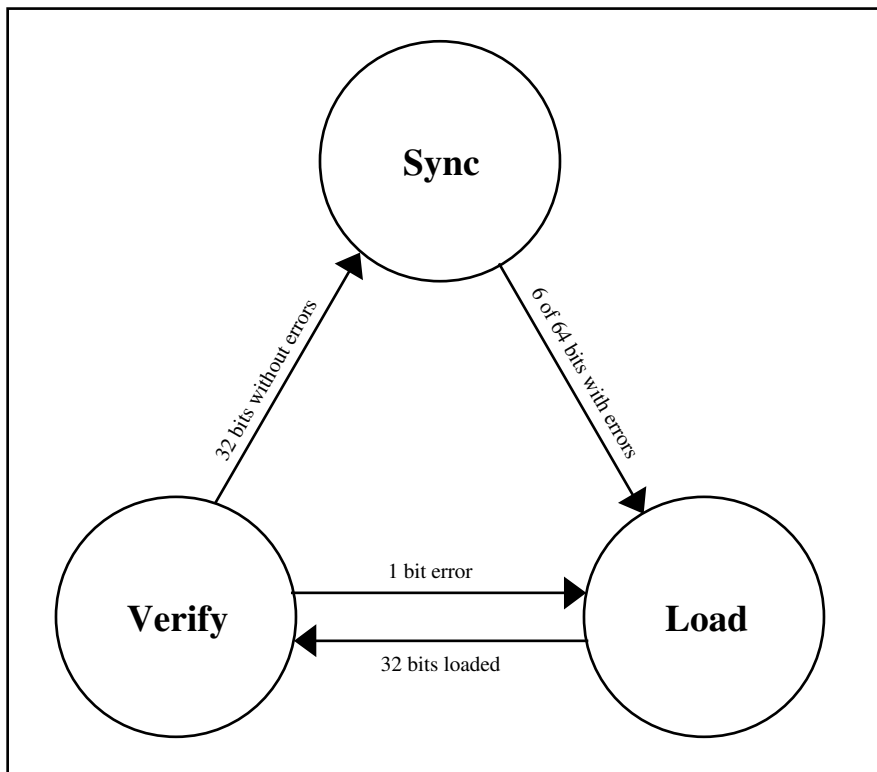 Sync
32 bits without errors
6 of 64 bits with errors
1 bit error
Verify
Load
32 bits loaded